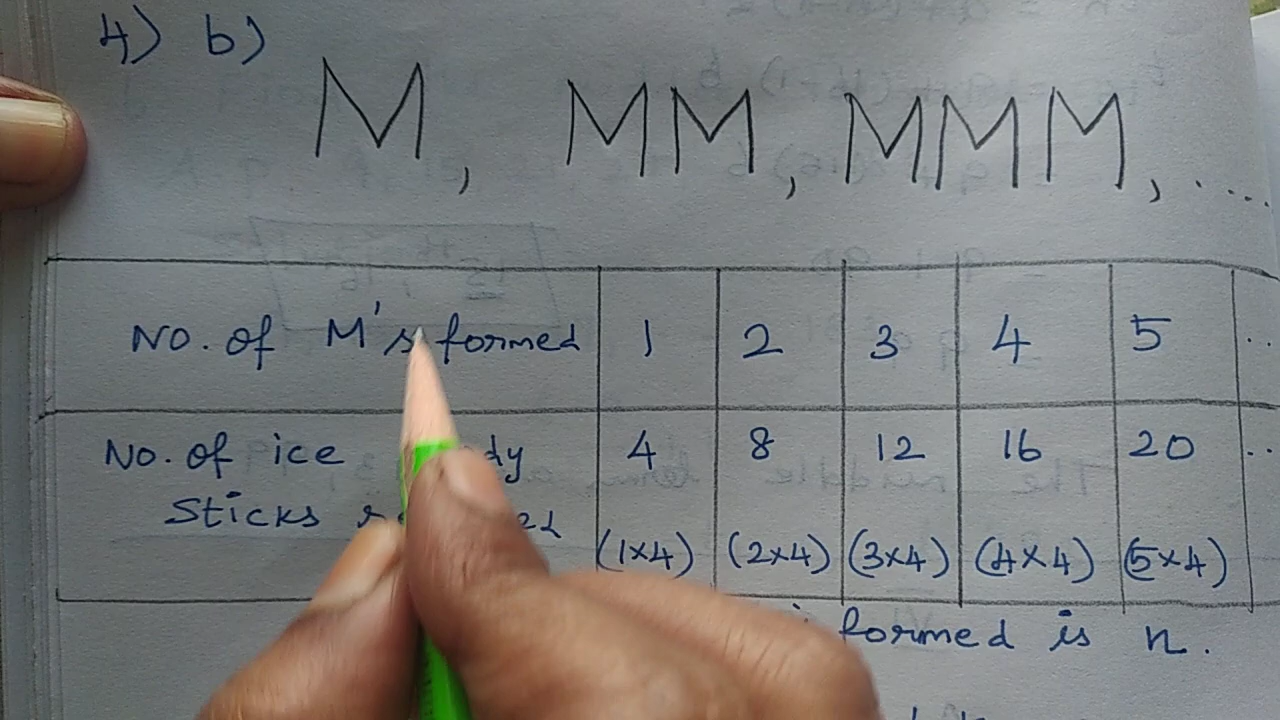 4) b)
M, MM, MMM, ....
No. of M's formed 1 2 3 4 5 ..
No. of ice 4 8 12 16 20 ..
Sticks
(1×4) (2×4) (3×4) (4×4) (5×4)
formed is n.